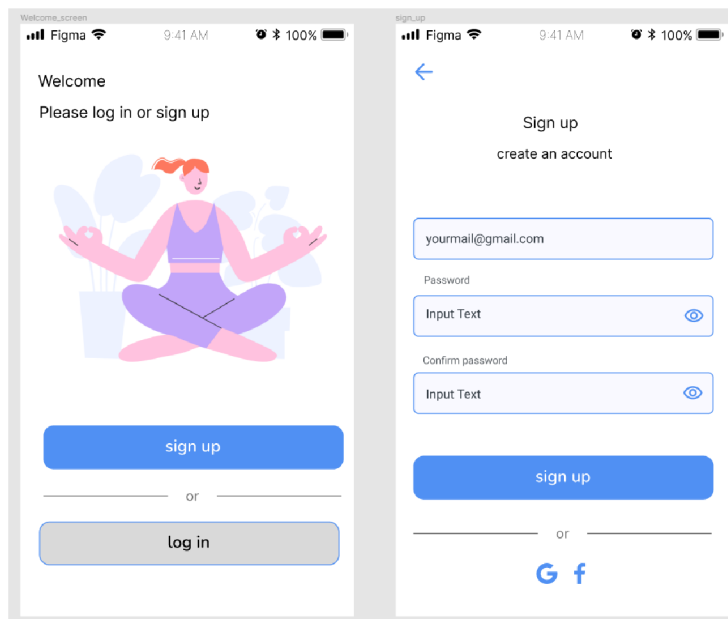 Welcome_screen
Figma 9:41 AM 100%
Welcome
Please log in or sign up
sign up
or
log in
sign_up
Figma 9:41 AM 100%
Sign up
create an account
yourmail@gmail.com
Password
Input Text
Confirm password
Input Text
sign up
or
G f